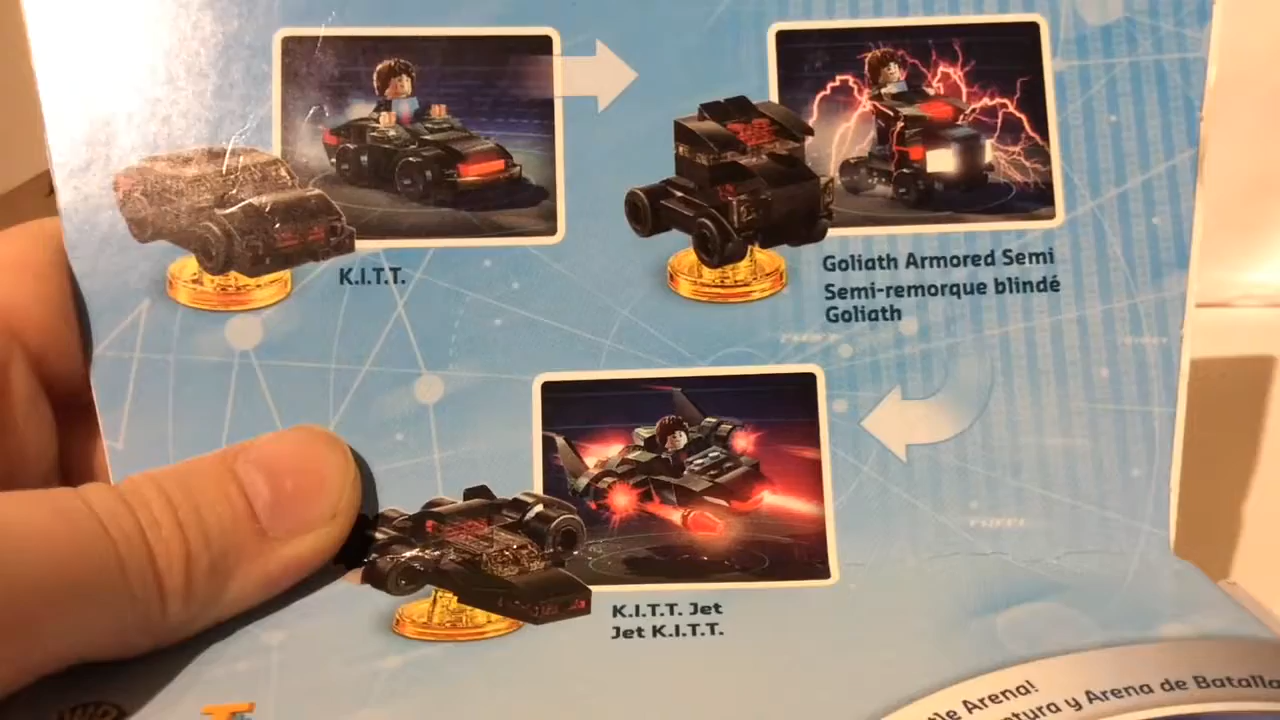 K.I.T.T.
Goliath Armored Semi
Semi-remorque blindé
Goliath
K.I.T.T. Jet
Jet K.I.T.T.
Arena!
y Arena de Batalla